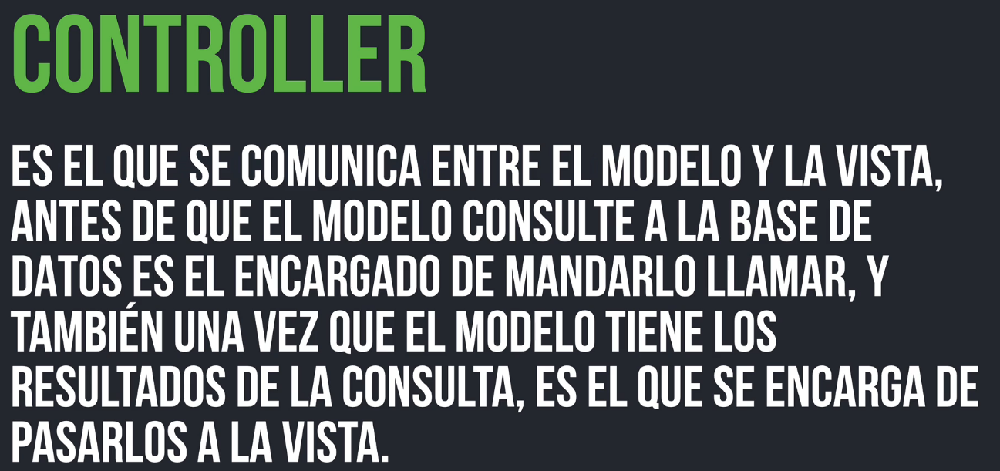 CONTROLLER
ES EL QUE SE COMUNICA ENTRE EL MODELO Y LA VISTA,
ANTES DE QUE EL MODELO CONSULTE A LA BASE DE
DATOS ES EL ENCARGADO DE MANDARLO LLAMAR, Y
TAMBIÉN UNA VEZ QUE EL MODELO TIENE LOS
RESULTADOS DE LA CONSULTA, ES EL QUE SE ENCARGA DE
PASARLOS A LA VISTA.